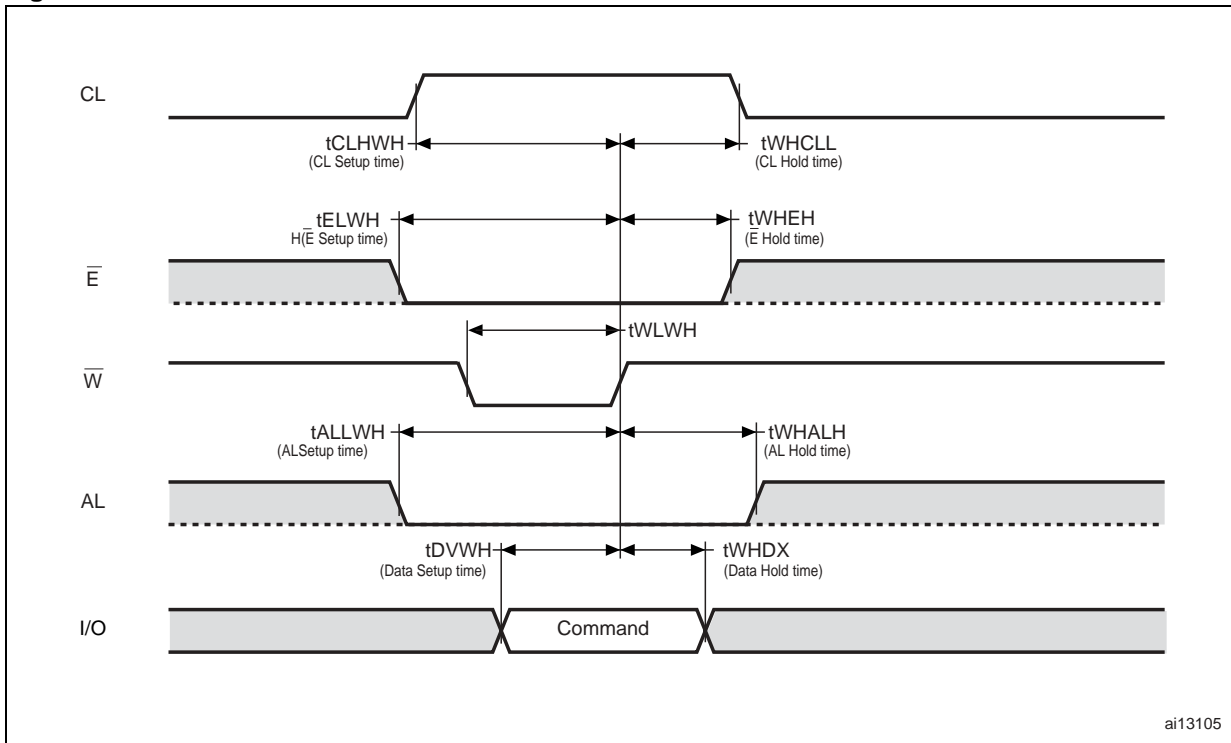 CL
tCLHWH
(CL Setup time)
tWHCLL
(CL Hold time)
tELWH
H(E̅ Setup time)
tWHEH
(E̅ Hold time)
E̅
tWLWH
W̅
tALLWH
(ALSetup time)
tWHALH
(AL Hold time)
AL
tDVWH
(Data Setup time)
tWHDX
(Data Hold time)
I/O
Command
ai13105